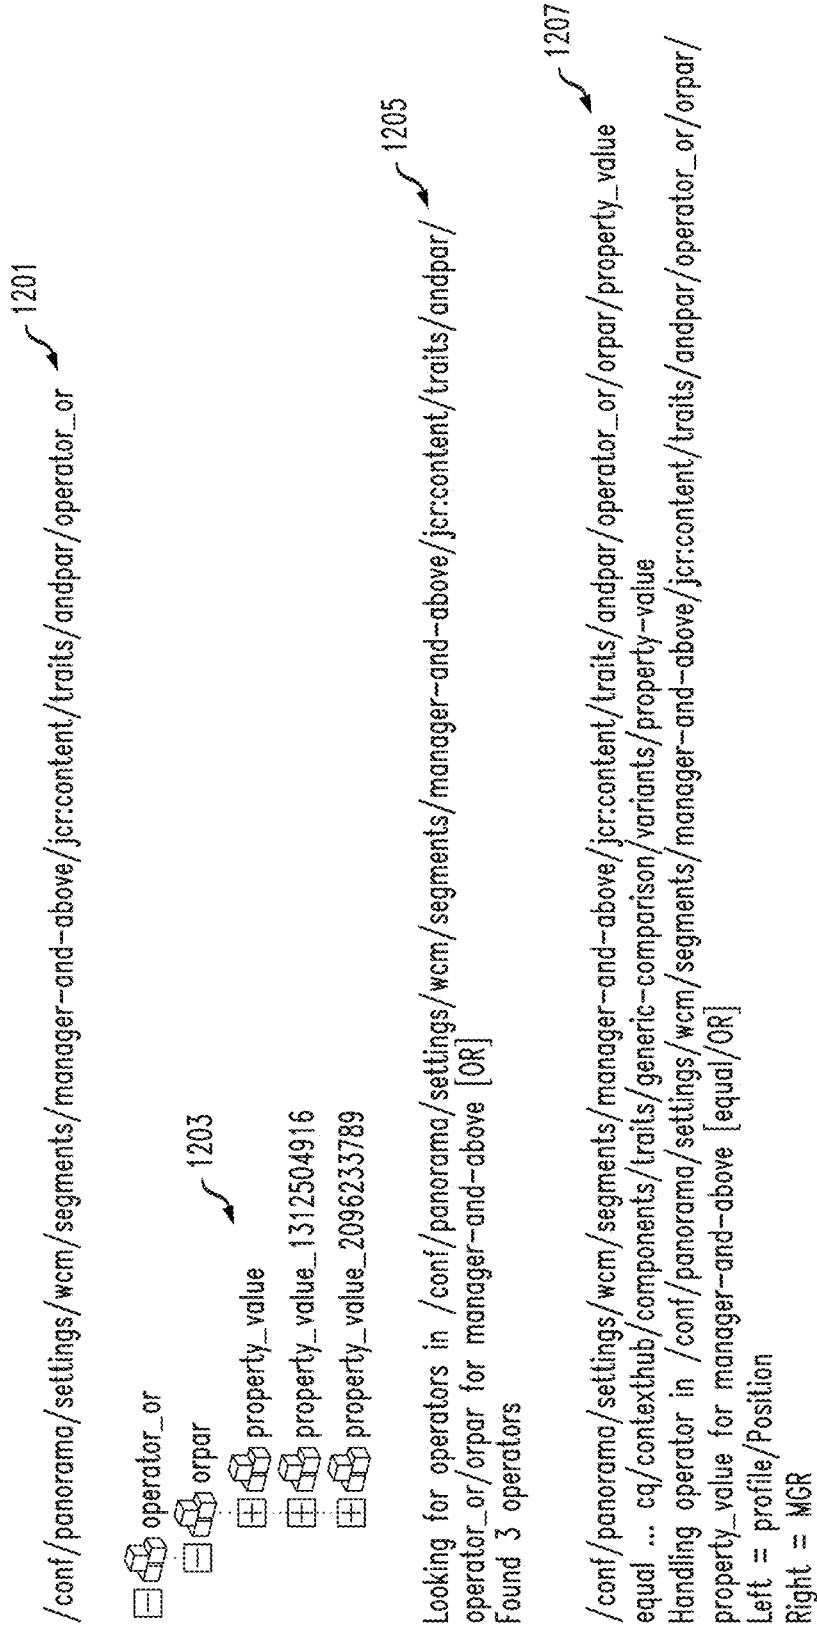 /conf/panorama/settings/wcm/segments/manager-and-above/jcr:content/traits/andpar/operator_or
1201
operator_or
orpar
1203
property_value
property_value_1312504916
property_value_2096233789
1205
Looking for operators in /conf/panorama/settings/wcm/segments/manager-and-above/jcr:content/traits/andpar/
operator_or/orpar for manager-and-above [OR]
Found 3 operators
1207
/conf/panorama/settings/wcm/segments/manager-and-above/jcr:content/traits/andpar/operator_or/orpar/property_value
equal ... cq/contexthub/components/traits/generic-comparison/variants/property-value
Handling operator in /conf/panorama/settings/wcm/segments/manager-and-above/jcr:content/traits/andpar/operator_or/orpar/
property_value for manager-and-above [equal/OR]
Left = profile/Position
Right = MGR